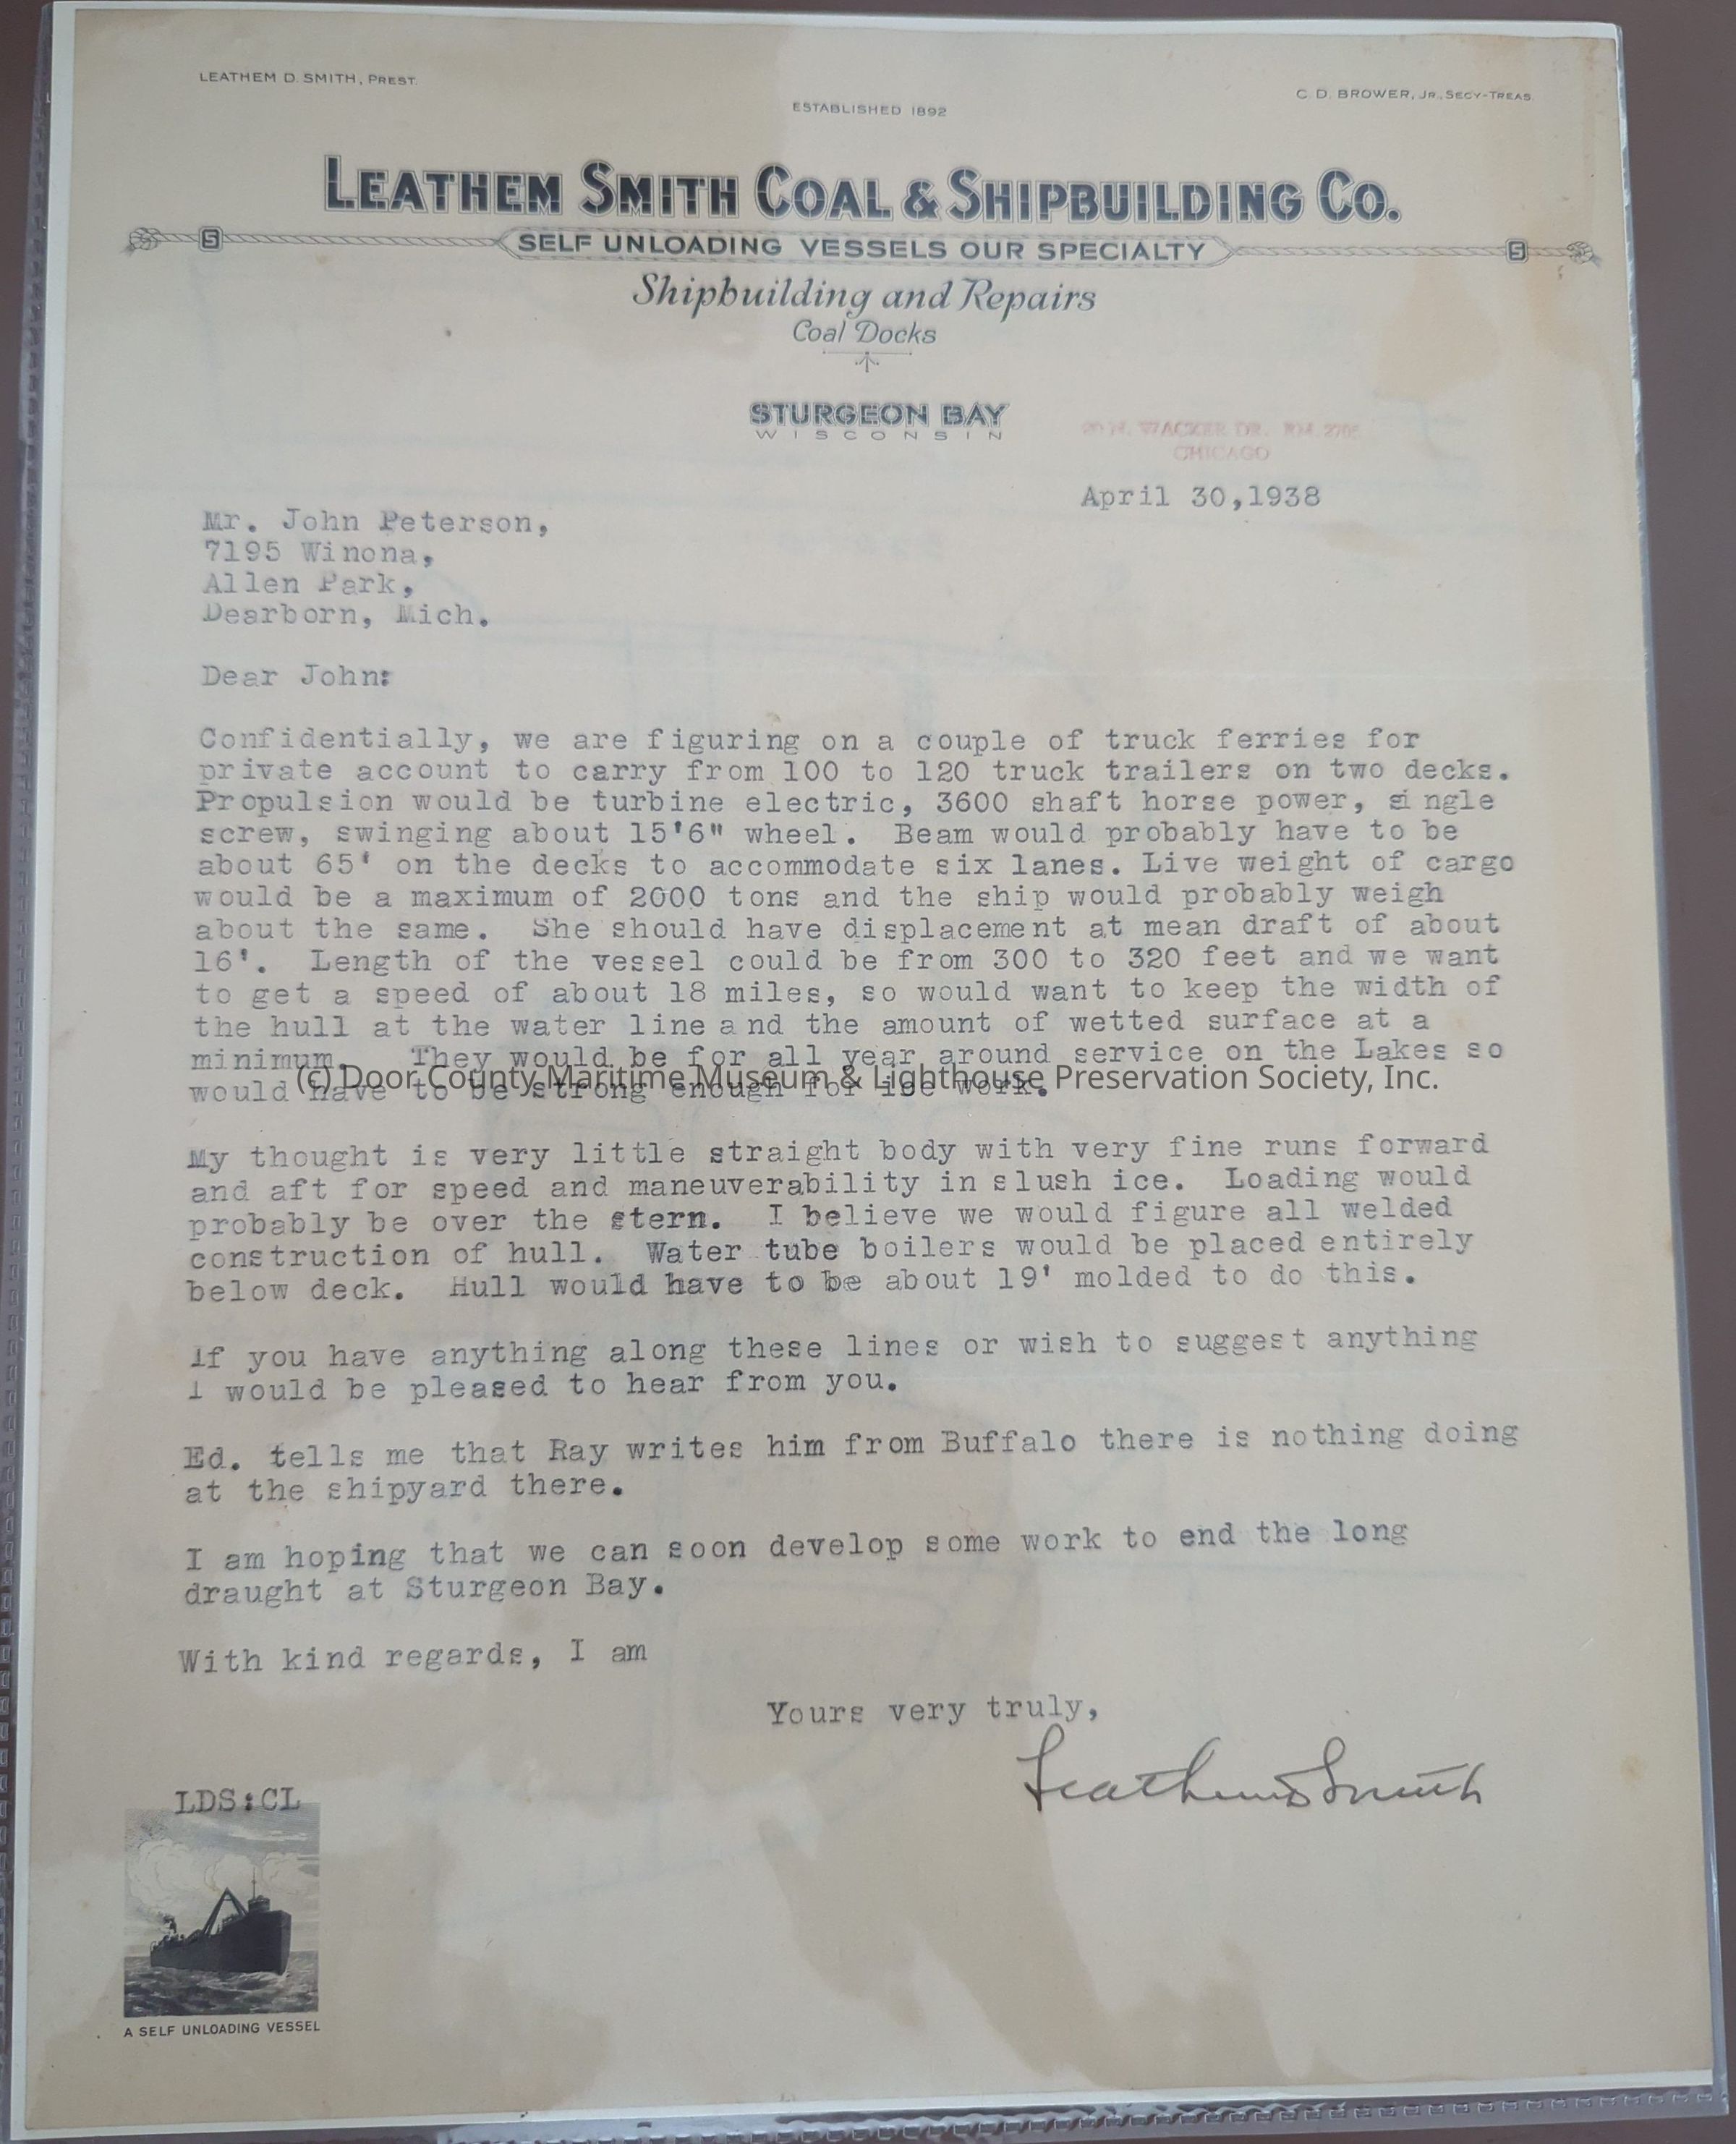 LEATHEM D. SMITH, PREST.
C. D. BROWER, JR., SECY-TREAS.
ESTABLISHED 1892
LEATHEM SMITH COAL & SHIPBUILDING CO.
S
SELF UNLOADING VESSELS OUR SPECIALTY
S
Shipbuilding and Repairs
Coal Docks
STURGEON BAY
WISCONSIN
WACKER DR. RM. 2705
CHICAGO
April 30,1938
Mr. John Peterson,
7195 Winona,
Allen Park,
Dearborn, Mich.
Dear John:
Confidentially, we are figuring on a couple of truck ferries for
private account to carry from 100 to 120 truck trailers on two decks.
Propulsion would be turbine electric, 3600 shaft horse power, single
screw, swinging about 15'6" wheel. Beam would probably have to be
about 65' on the decks to accommodate six lanes. Live weight of cargo
would be a maximum of 2000 tons and the ship would probably weigh
about the same. She should have displacement at mean draft of about
16'. Length of the vessel could be from 300 to 320 feet and we want
to get a speed of about 18 miles, so would want to keep the width of
the hull at the water line and the amount of wetted surface at a
minimum. They would be for all year around service on the Lakes so
(c) Door County Maritime Museum & Lighthouse Preservation Society, Inc.
would have to be strong enough for ice work.
My thought is very little straight body with very fine runs forward
and aft for speed and maneuverability in slush ice. Loading would
probably be over the stern. I believe we would figure all welded
construction of hull. Water tube boilers would be placed entirely
below deck. Hull would have to be about 19' molded to do this.
If you have anything along these lines or wish to suggest anything
I would be pleased to hear from you.
Ed. tells me that Ray writes him from Buffalo there is nothing doing
at the shipyard there.
I am hoping that we can soon develop some work to end the long
draught at Sturgeon Bay.
With kind regards, I am
Yours very truly,
Leathem D Smith
LDS:CL
A SELF UNLOADING VESSEL